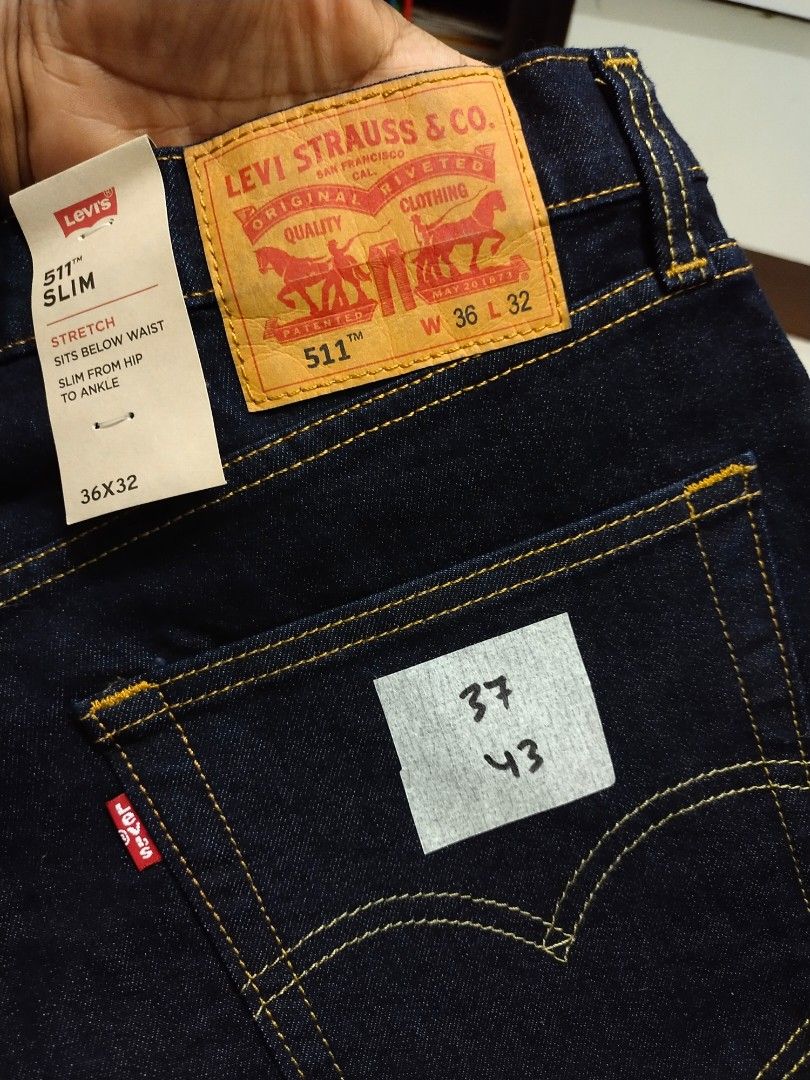 LEVI STRAUSS & CO.
SAN FRANCISCO
CAL.
ORIGINAL RIVETED
QUALITY CLOTHING
PATENTED MAY 20 1873
511™ W 36 L 32
Levi's®
511™
SLIM
STRETCH
SITS BELOW WAIST
SLIM FROM HIP
TO ANKLE
36X32
37
43
Levi's
®